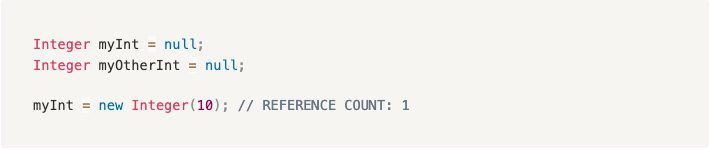 Integer myInt = null;
Integer myOtherInt = null;
myInt = new Integer(10); // REFERENCE COUNT: 1